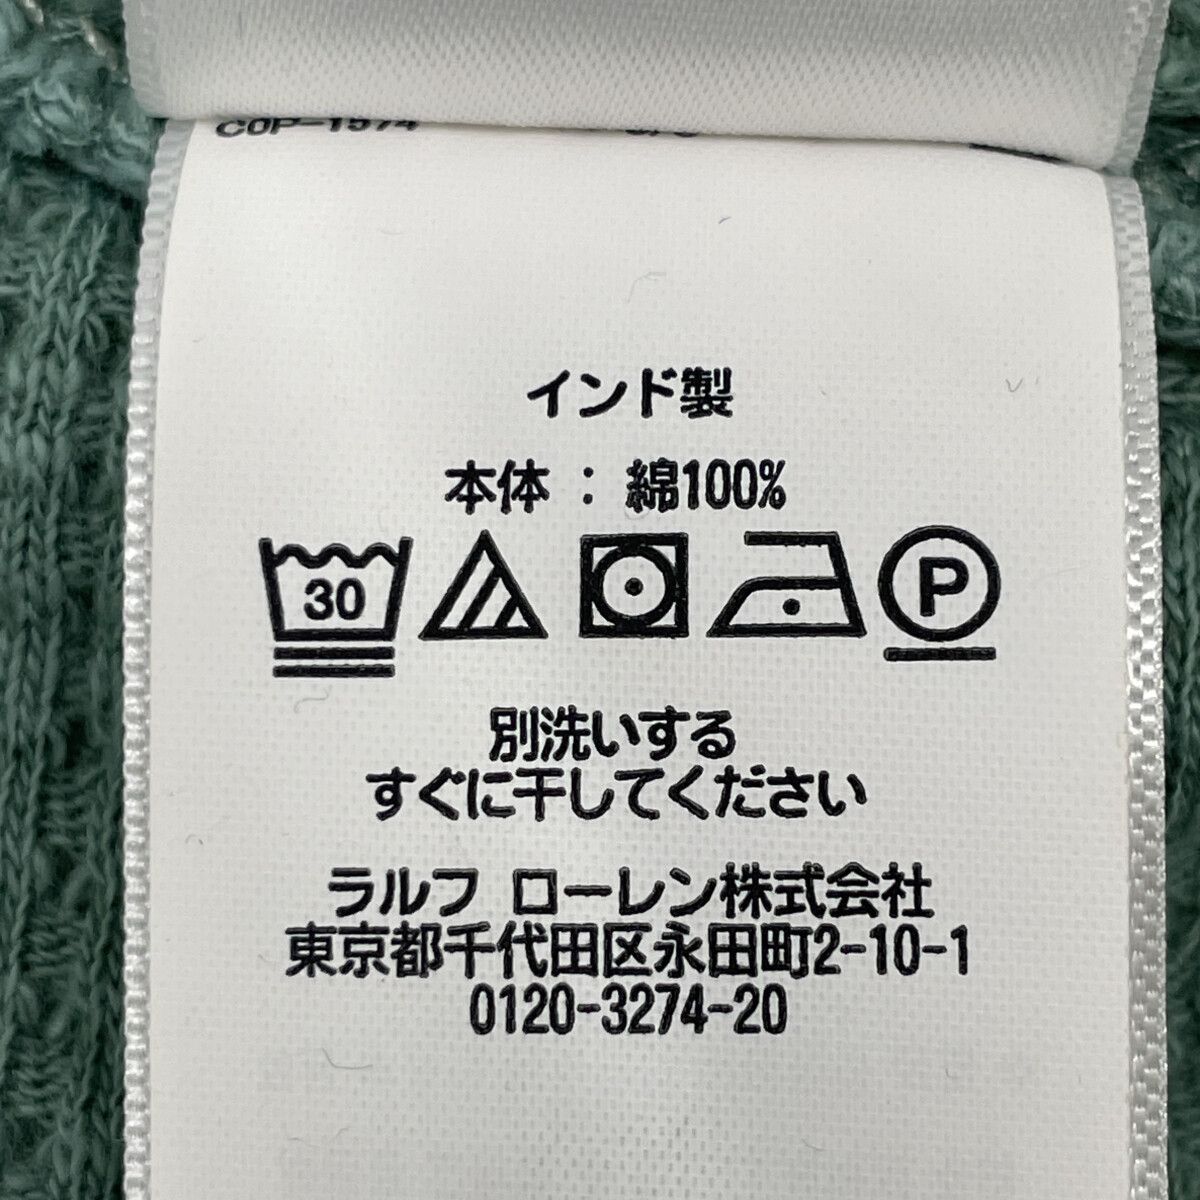 COP-1574
インド製
本体 : 綿100%
30 P
別洗いする
すぐに干してください
ラルフ ローレン株式会社
東京都千代田区永田町2-10-1
0120-3274-20